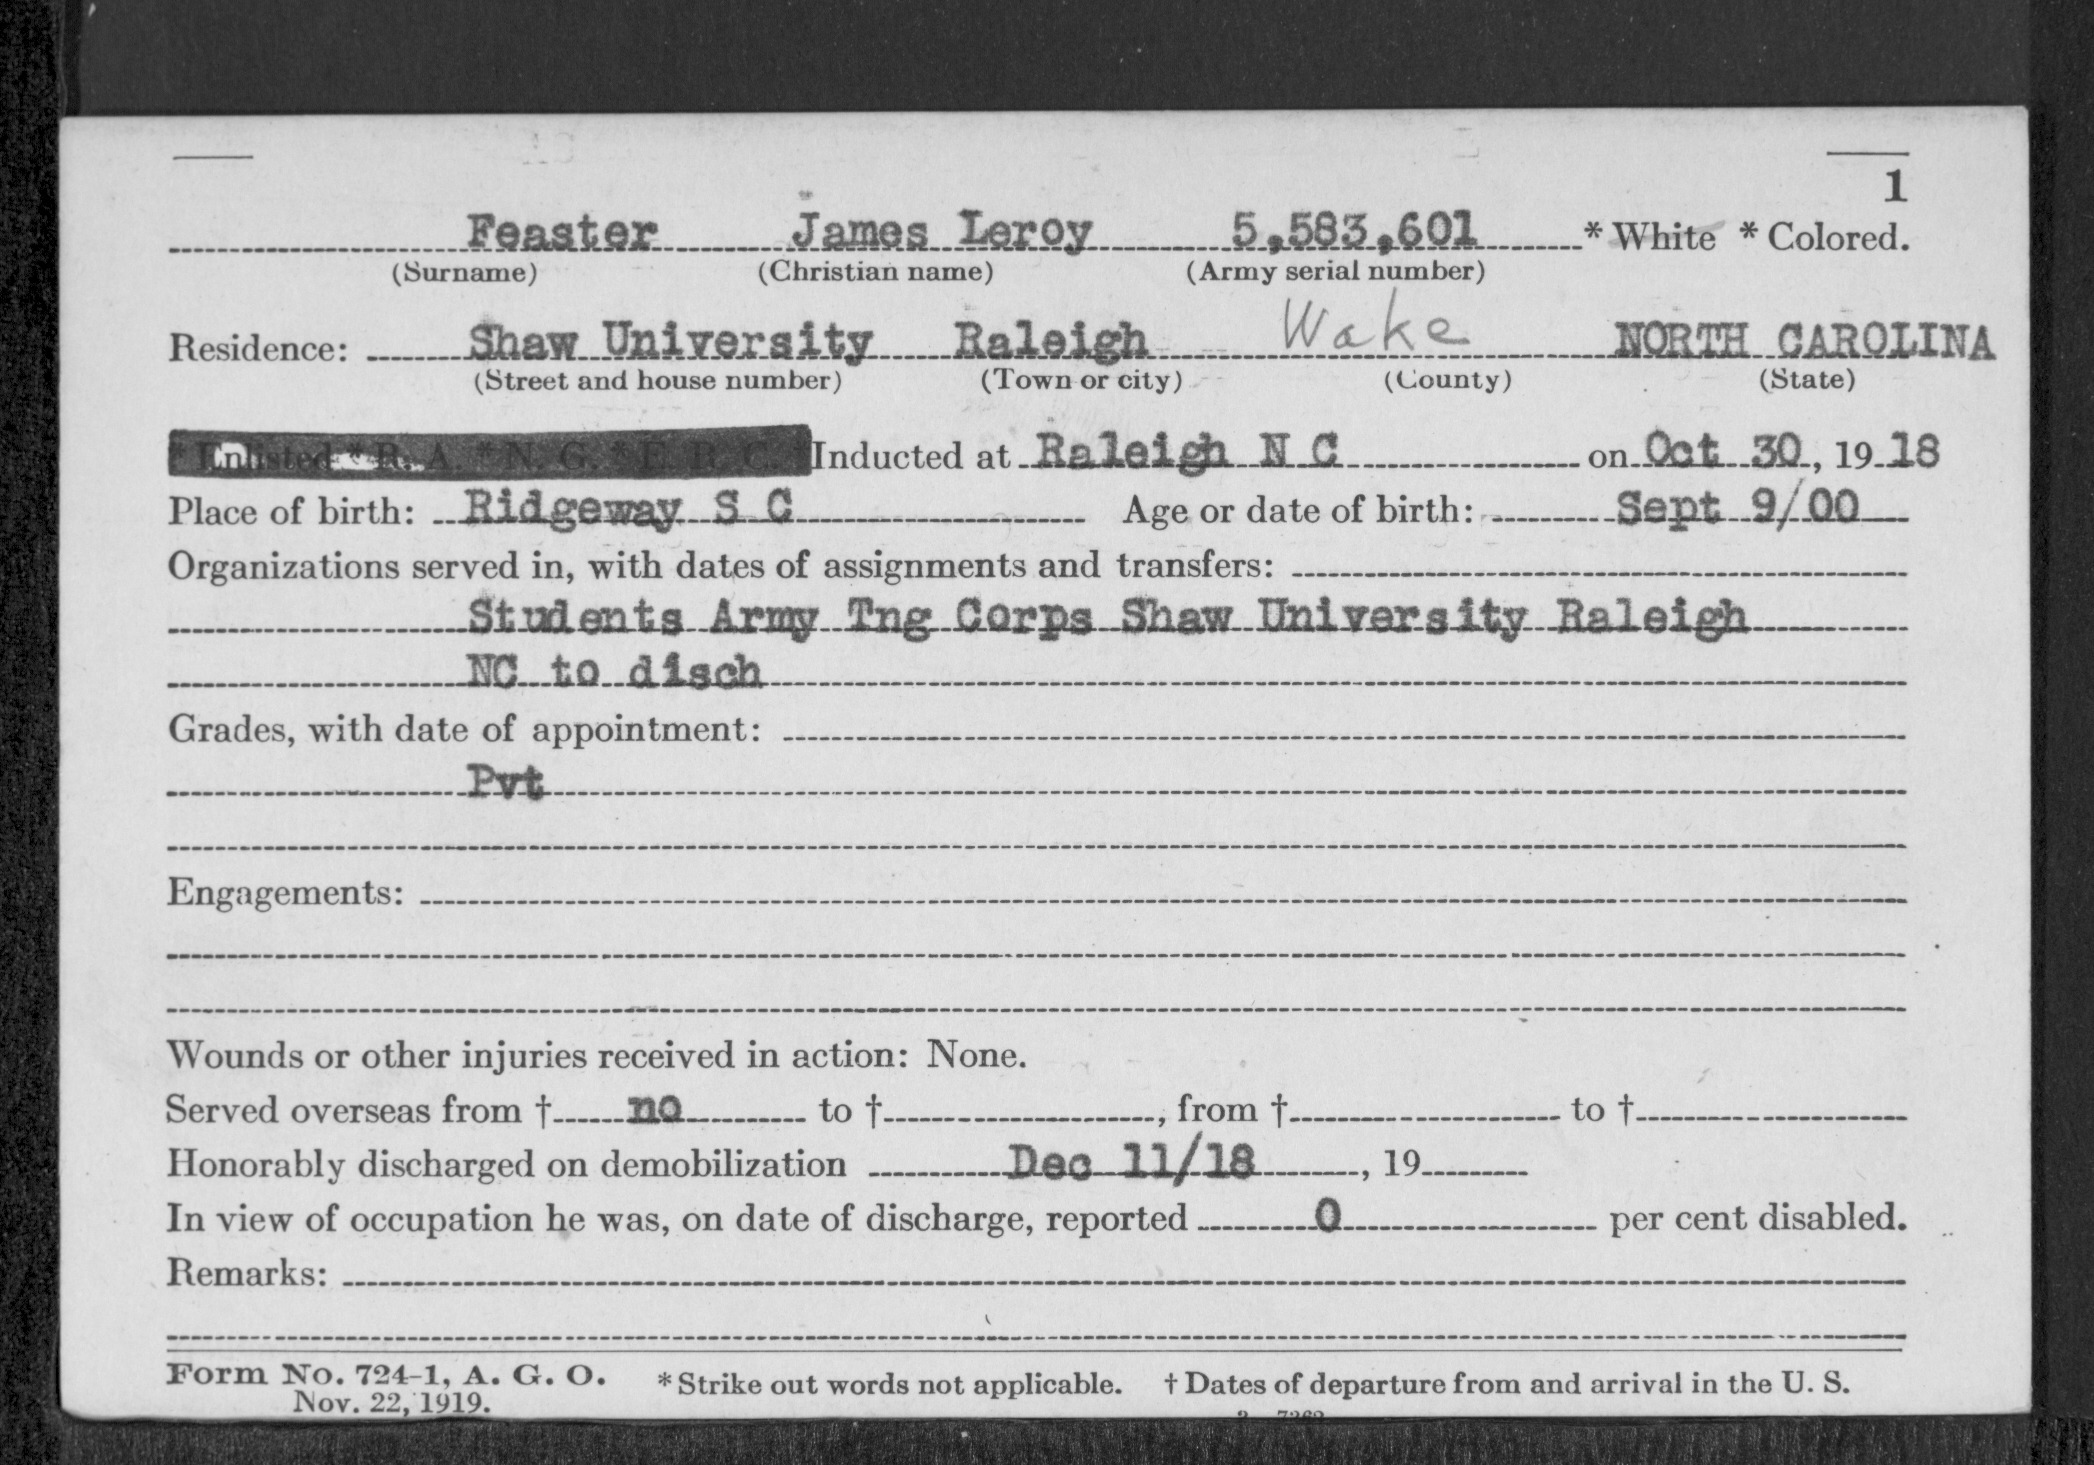 1
Feaster James Leroy 5,583,601 * White * Colored.
(Surname) (Christian name) (Army serial number)
Residence: Shaw University Raleigh Wake NORTH CAROLINA
(Street and house number) (Town or city) (County) (State)
* Enlisted * R. A. * N. G. * E. R. C. Inducted at Raleigh N C on Oct 30, 19 18
Place of birth: Ridgeway S C Age or date of birth: Sept 9/00
Organizations served in, with dates of assignments and transfers:
Students Army Tng Corps Shaw University Raleigh
NC to disch
Grades, with date of appointment:
Pvt
Engagements:
Wounds or other injuries received in action: None.
Served overseas from † no to † , from † to †
Honorably discharged on demobilization Dec 11/18 , 19
In view of occupation he was, on date of discharge, reported 0 per cent disabled.
Remarks:
Form No. 724-1, A. G. O. * Strike out words not applicable. † Dates of departure from and arrival in the U. S.
Nov. 22, 1919.